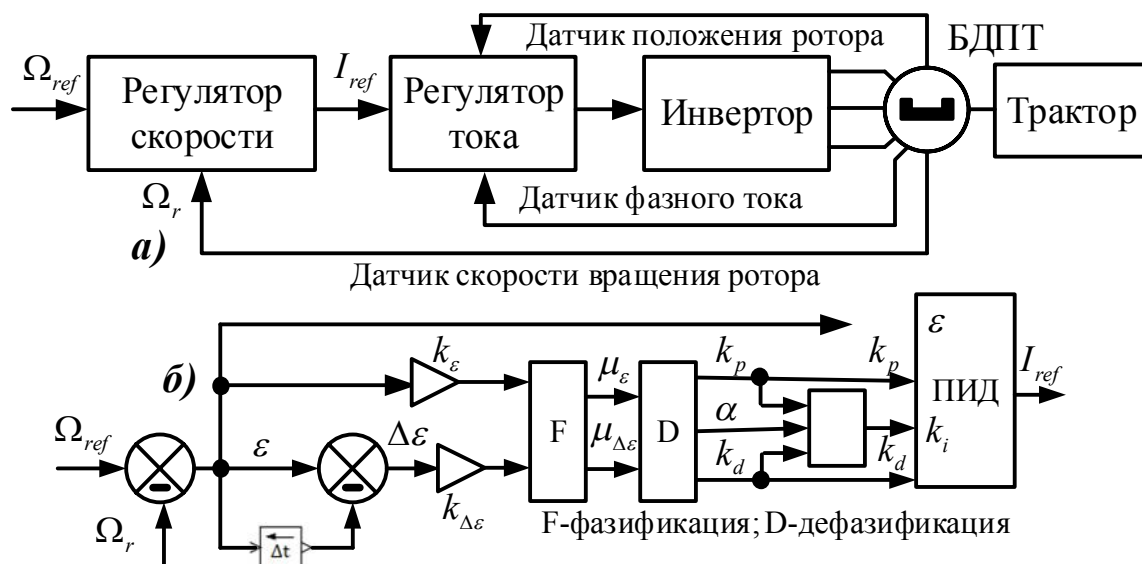 Датчик положения ротора
БДПТ
Ω_ref
I_ref
Регулятор
скорости
Регулятор
тока
Инвертор
Трактор
Ω_r
Датчик фазного тока
а)
Датчик скорости вращения ротора
б)
k_ε
ε
μ_ε
k_p
k_p
I_ref
ПИД
Ω_ref
ε
Δε
F
μ_Δε
D
α
k_d
k_d
k_i
k_Δε
Ω_r
Δt
F-фазификация; D-дефазификация